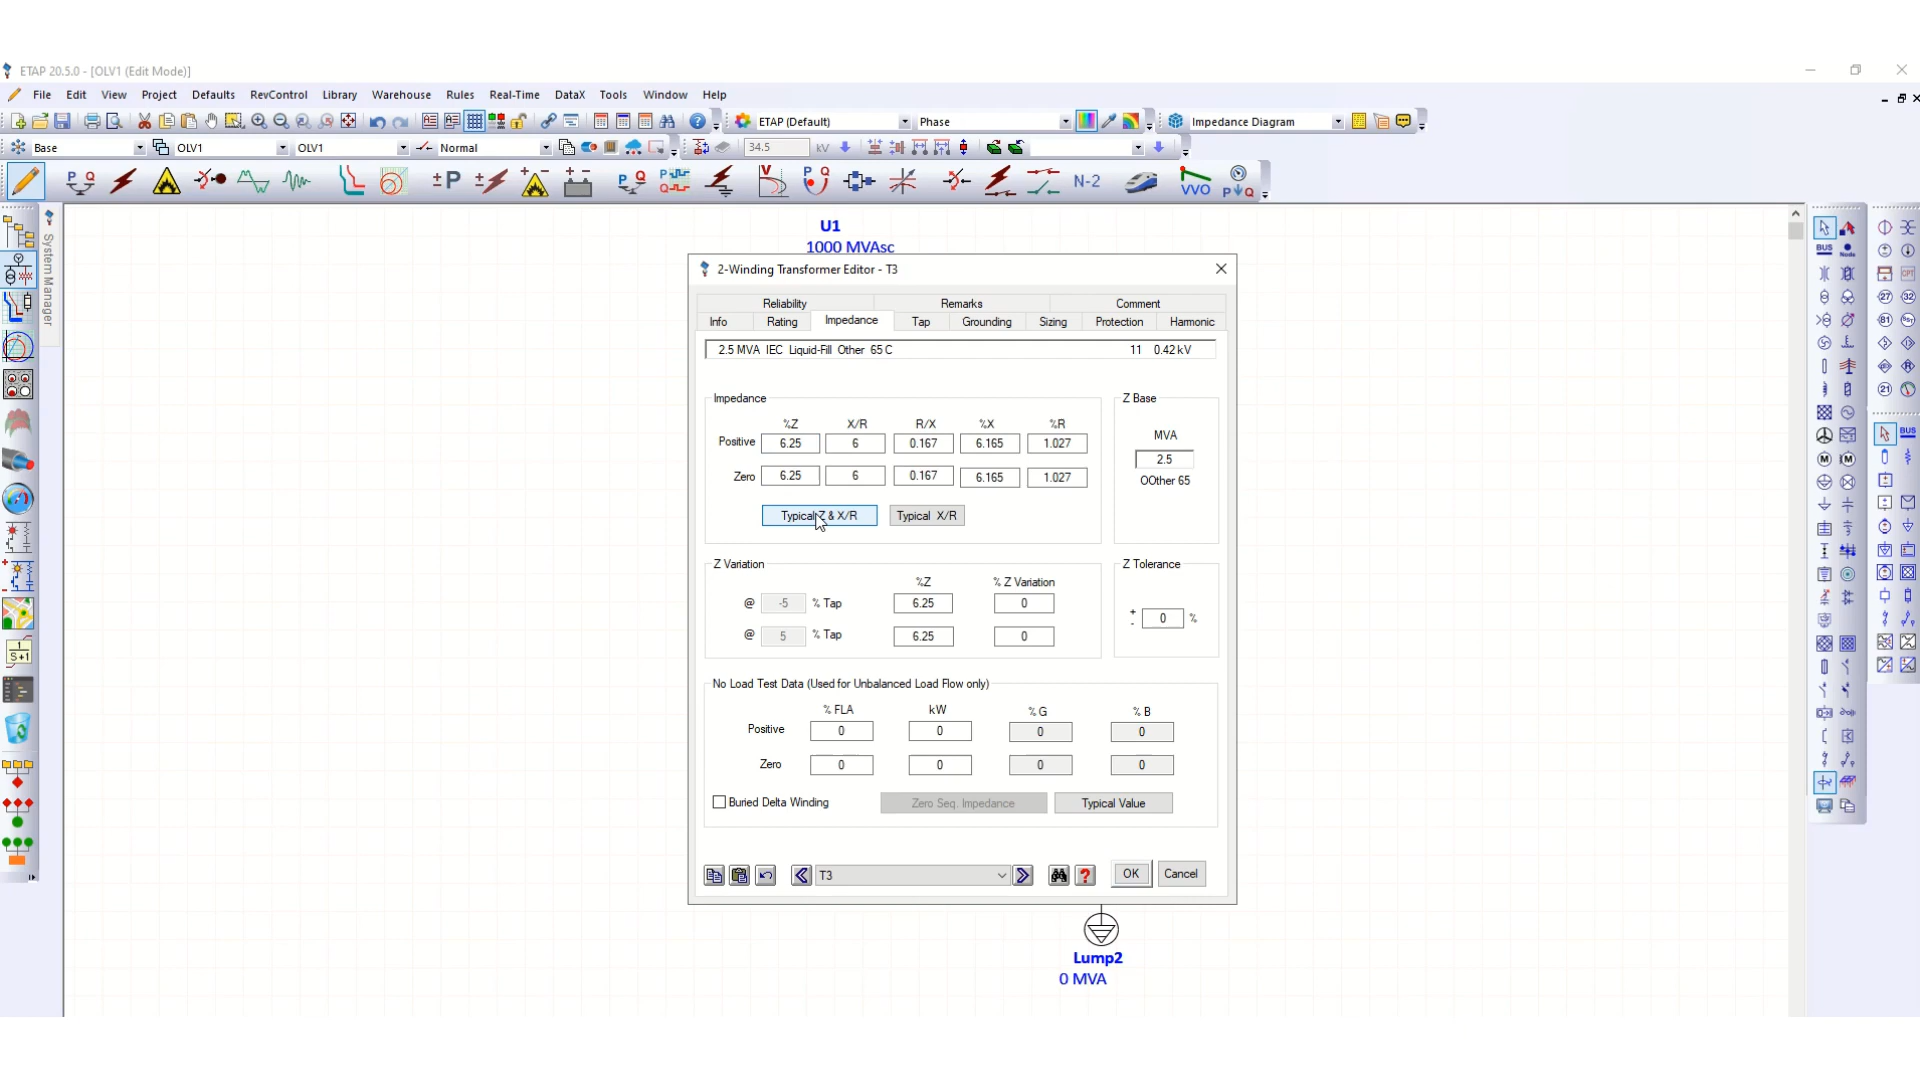 ETAP 20.5.0 - [OLV1 (Edit Mode)]
File Edit View Project Defaults RevControl Library Warehouse Rules Real-Time DataX Tools Window Help
ETAP (Default) Phase Impedance Diagram
Base OLV1 OLV1 Normal 34.5 kV
N-2 VVO
System Manager
U1
1000 MVAsc
2-Winding Transformer Editor - T3
Reliability Remarks Comment
Info Rating Impedance Tap Grounding Sizing Protection Harmonic
2.5 MVA IEC Liquid-Fill Other 65 C 11 0.42 kV
Impedance
%Z X/R R/X %X %R
Positive 6.25 6 0.167 6.165 1.027
Zero 6.25 6 0.167 6.165 1.027
Typical Z & X/R Typical X/R
Z Base
MVA
2.5
OOther 65
Z Variation
%Z % Z Variation
@ -5 % Tap 6.25 0
@ 5 % Tap 6.25 0
Z Tolerance
+
- 0 %
No Load Test Data (Used for Unbalanced Load Flow only)
% FLA kW % G % B
Positive 0 0 0 0
Zero 0 0 0 0
Buried Delta Winding Zero Seq. Impedance Typical Value
T3 OK Cancel
Lump2
0 MVA